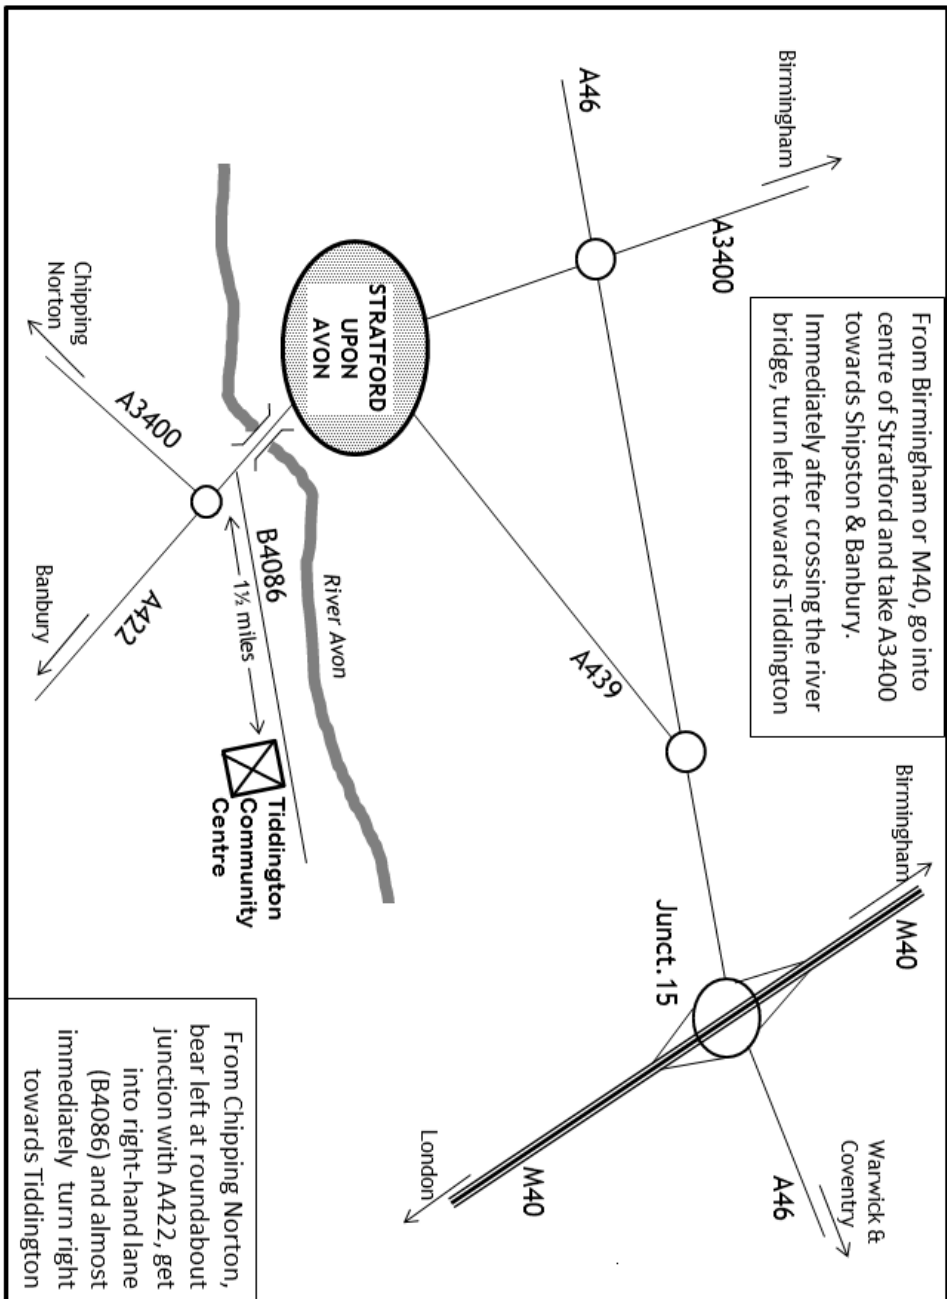 Birmingham
A3400
A46
From Birmingham or M40, go into
centre of Stratford and take A3400
towards Shipston & Banbury.
Immediately after crossing the river
bridge, turn left towards Tiddington
Birmingham
M40
Warwick &
Coventry
A46
Junct.15
M40
London
A439
STRATFORD
UPON
AVON
River Avon
B4086
1½ miles
Tiddington
Community
Centre
A3400
Chipping
Norton
A422
Banbury
From Chipping Norton,
bear left at roundabout
junction with A422, get
into right-hand lane
(B4086) and almost
immediately turn right
towards Tiddington